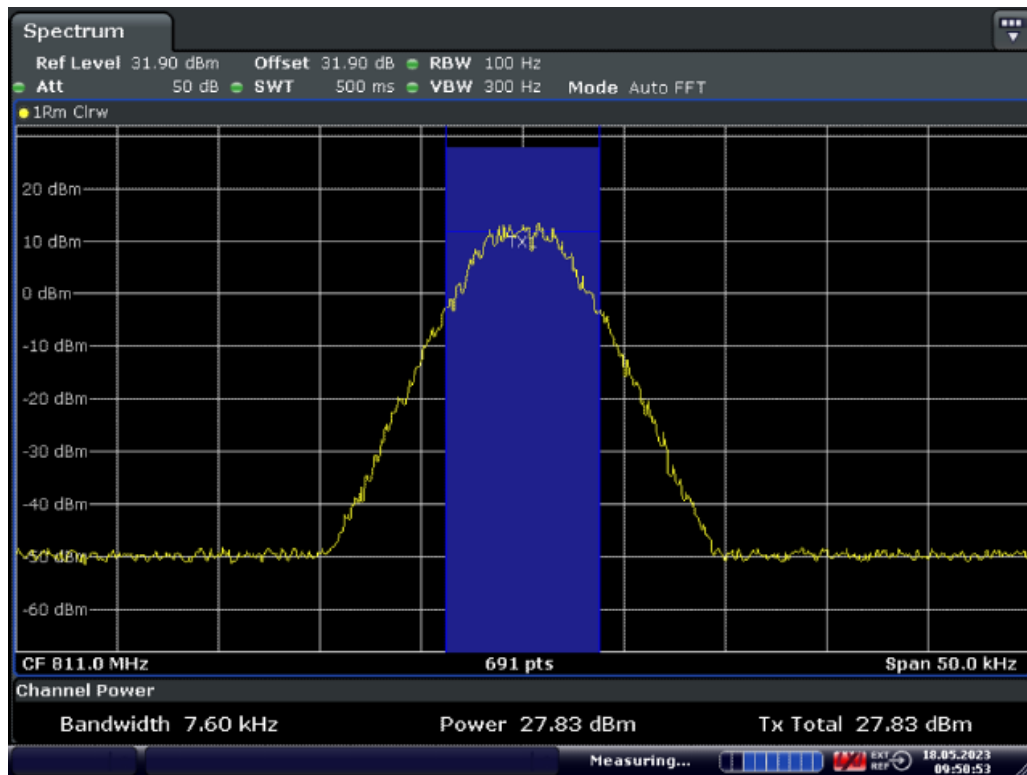 Spectrum
Ref Level 31.90 dBm Offset 31.90 dB RBW 100 Hz
Att 50 dB SWT 500 ms VBW 300 Hz Mode Auto FFT
1Rm Clrw
20 dBm
10 dBm
TX
0 dBm
-10 dBm
-20 dBm
-30 dBm
-40 dBm
-50 dBm
-60 dBm
CF 811.0 MHz 691 pts Span 50.0 kHz
Channel Power
Bandwidth 7.60 kHz Power 27.83 dBm Tx Total 27.83 dBm
Measuring... EXT REF 18.05.2023 09:50:53